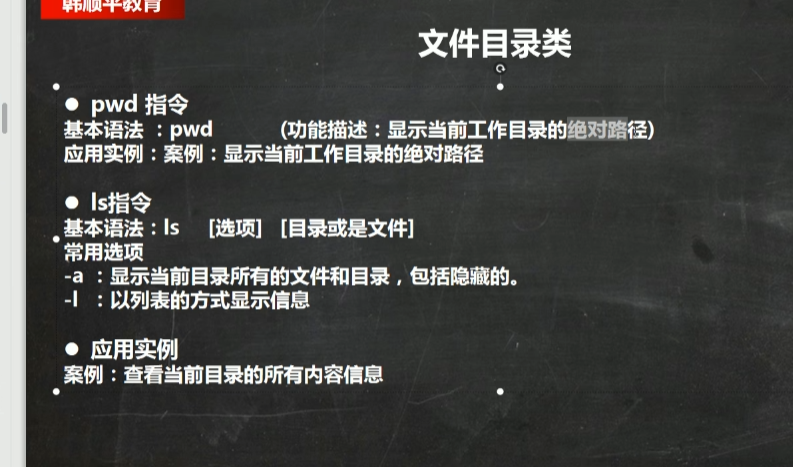 韩顺平教育
文件目录类
● pwd 指令
基本语法 ：pwd (功能描述：显示当前工作目录的绝对路径)
应用实例：案例：显示当前工作目录的绝对路径
● ls指令
基本语法：ls [选项] [目录或是文件]
常用选项
-a ：显示当前目录所有的文件和目录，包括隐藏的。
-l ：以列表的方式显示信息
● 应用实例
案例：查看当前目录的所有内容信息